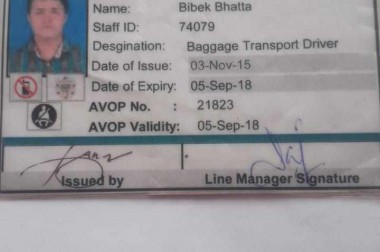 Name: Bibek Bhatta
Staff ID: 74079
Desgination: Baggage Transport Driver
Date of Issue: 03-Nov-15
Date of Expiry: 05-Sep-18
AVOP No. : 21823
AVOP Validity: 05-Sep-18
Issued by Line Manager Signature